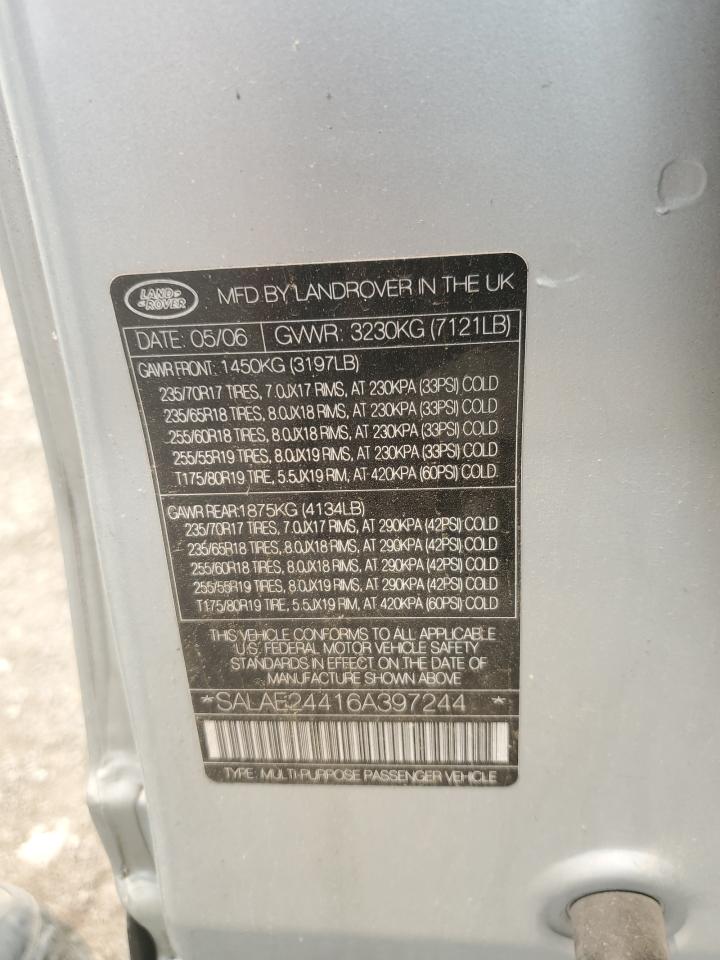 LAND ROVER
MFD BY LANDROVER IN THE UK
DATE: 05/06 GVWR: 3230KG (7121LB)
GAWR FRONT: 1450KG (3197LB)
235/70R17 TIRES, 7.0JX17 RIMS, AT 230KPA (33PSI) COLD
235/65R18 TIRES, 8.0JX18 RIMS, AT 230KPA (33PSI) COLD
255/60R18 TIRES, 8.0JX18 RIMS, AT 230KPA (33PSI) COLD
255/55R19 TIRES, 8.0JX19 RIMS, AT 230KPA (33PSI) COLD
T175/80R19 TIRE, 5.5JX19 RIM, AT 420KPA (60PSI) COLD
GAWR REAR:1875KG (4134LB)
235/70R17 TIRES, 7.0JX17 RIMS, AT 290KPA (42PSI) COLD
235/65R18 TIRES, 8.0JX18 RIMS, AT 290KPA (42PSI) COLD
255/60R18 TIRES, 8.0JX18 RIMS, AT 290KPA (42PSI) COLD
255/55R19 TIRES, 8.0JX19 RIMS, AT 290KPA (42PSI) COLD
T175/80R19 TIRE, 5.5JX19 RIM, AT 420KPA (60PSI) COLD
THIS VEHICLE CONFORMS TO ALL APPLICABLE
U.S. FEDERAL MOTOR VEHICLE SAFETY
STANDARDS IN EFFECT ON THE DATE OF
MANUFACTURE SHOWN ABOVE
*SALAE24416A397244*
TYPE: MULTI-PURPOSE PASSENGER VEHICLE